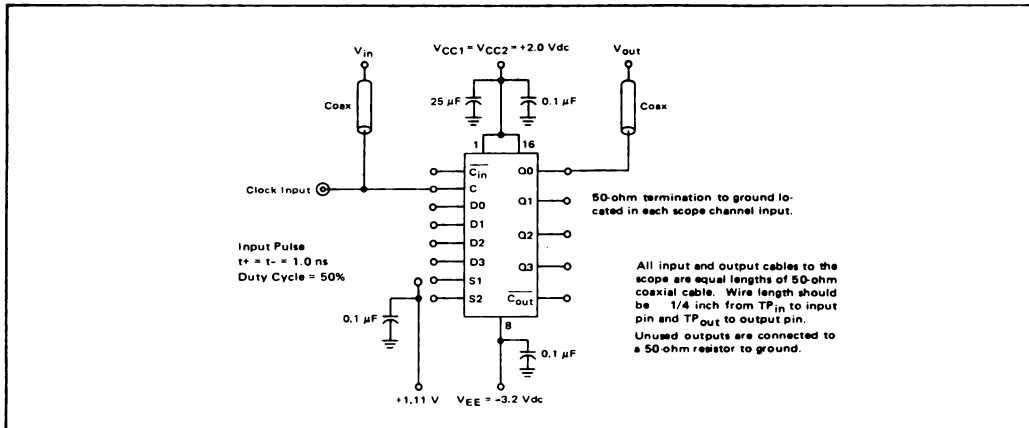 Vin
VCC1 = VCC2 = +2.0 Vdc
Vout
Coax
25 µF
0.1 µF
Coax
1
16
Clock Input
C̅i̅n̅
C
D0
D1
D2
D3
S1
S2
Q0
Q1
Q2
Q3
C̅o̅u̅t̅
8
50-ohm termination to ground lo-
cated in each scope channel input.
Input Pulse
t+ = t- = 1.0 ns
Duty Cycle = 50%
All input and output cables to the
scope are equal lengths of 50-ohm
coaxial cable. Wire length should
be 1/4 inch from TPin to input
pin and TPout to output pin.
Unused outputs are connected to
a 50-ohm resistor to ground.
0.1 µF
0.1 µF
+1.11 V
VEE = -3.2 Vdc